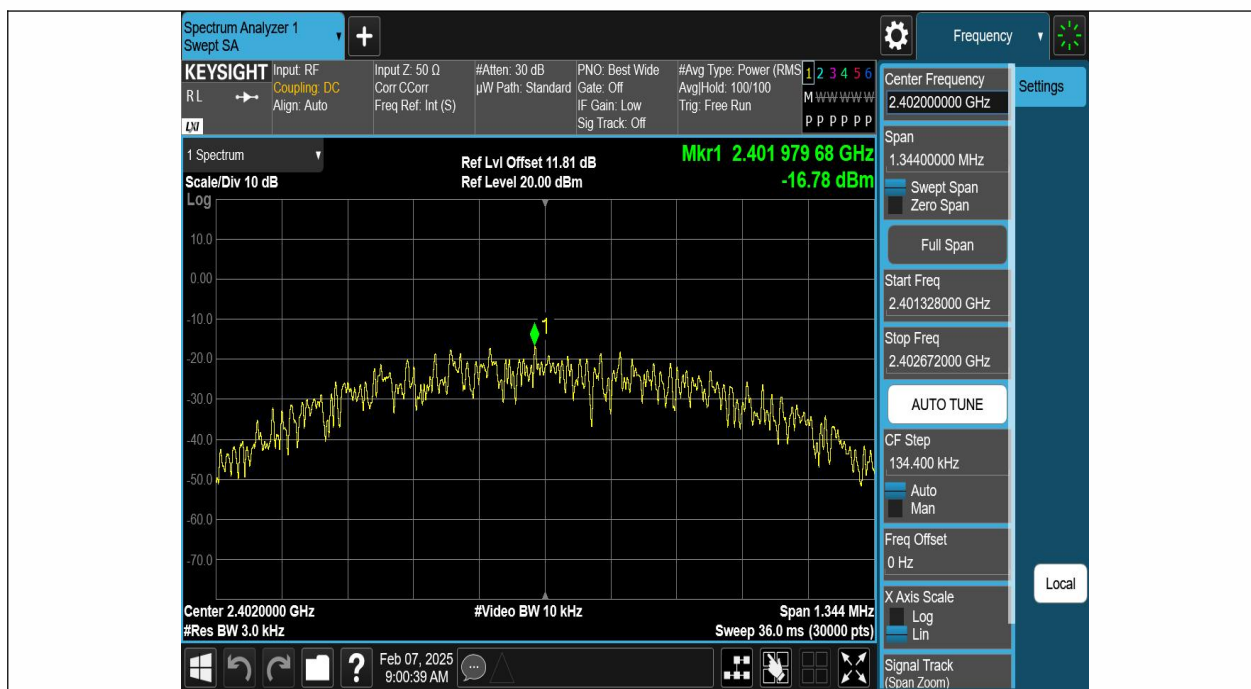 Spectrum Analyzer 1
Swept SA
+
Frequency
KEYSIGHT
RL
LXI
Input: RF
Coupling: DC
Align: Auto
Input Z: 50 Ω
Corr CCorr
Freq Ref: Int (S)
#Atten: 30 dB
µW Path: Standard
PNO: Best Wide
Gate: Off
IF Gain: Low
Sig Track: Off
#Avg Type: Power (RMS
Avg|Hold: 100/100
Trig: Free Run
1 2 3 4 5 6
M W W W W W
P P P P P P
1 Spectrum
Scale/Div 10 dB
Log
Ref Lvl Offset 11.81 dB
Ref Level 20.00 dBm
Mkr1 2.401 979 68 GHz
-16.78 dBm
10.0
0.00
-10.0
-20.0
-30.0
-40.0
-50.0
-60.0
-70.0
1
Center 2.4020000 GHz
#Video BW 10 kHz
Span 1.344 MHz
#Res BW 3.0 kHz
Sweep 36.0 ms (30000 pts)
Center Frequency
2.402000000 GHz
Settings
Span
1.34400000 MHz
Swept Span
Zero Span
Full Span
Start Freq
2.401328000 GHz
Stop Freq
2.402672000 GHz
AUTO TUNE
CF Step
134.400 kHz
Auto
Man
Freq Offset
0 Hz
X Axis Scale
Log
Lin
Local
Signal Track
(Span Zoom)
?
Feb 07, 2025
9:00:39 AM